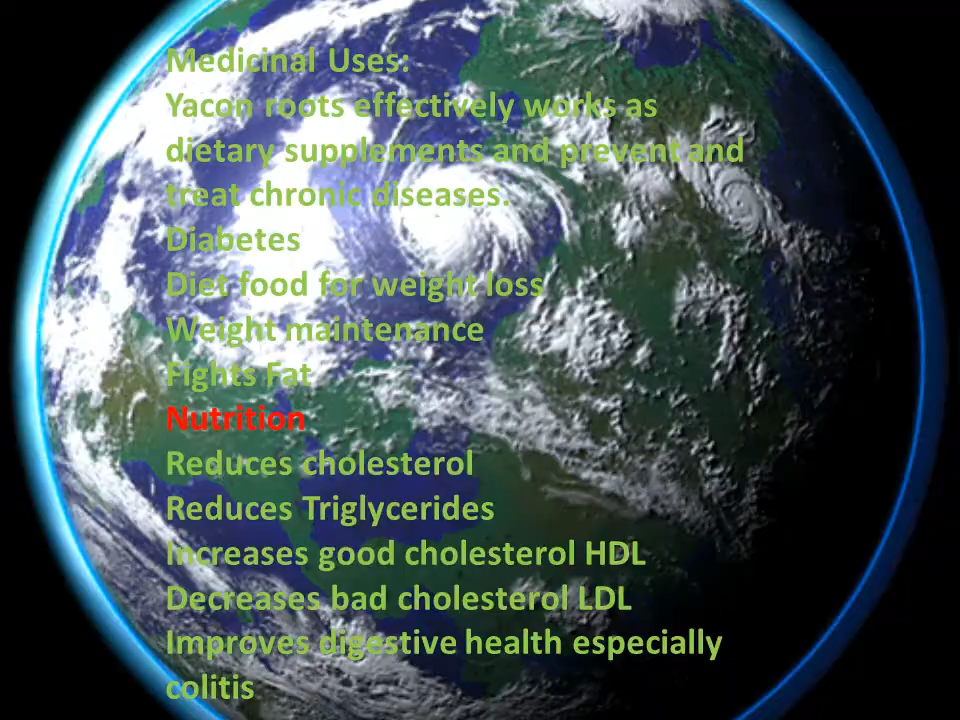 Medicinal Uses:
Yacon roots effectively works as
dietary supplements and prevent and
treat chronic diseases.
Diabetes
Diet food for weight loss
Weight maintenance
Fights Fat
Nutrition
Reduces cholesterol
Reduces Triglycerides
Increases good cholesterol HDL
Decreases bad cholesterol LDL
Improves digestive health especially
colitis